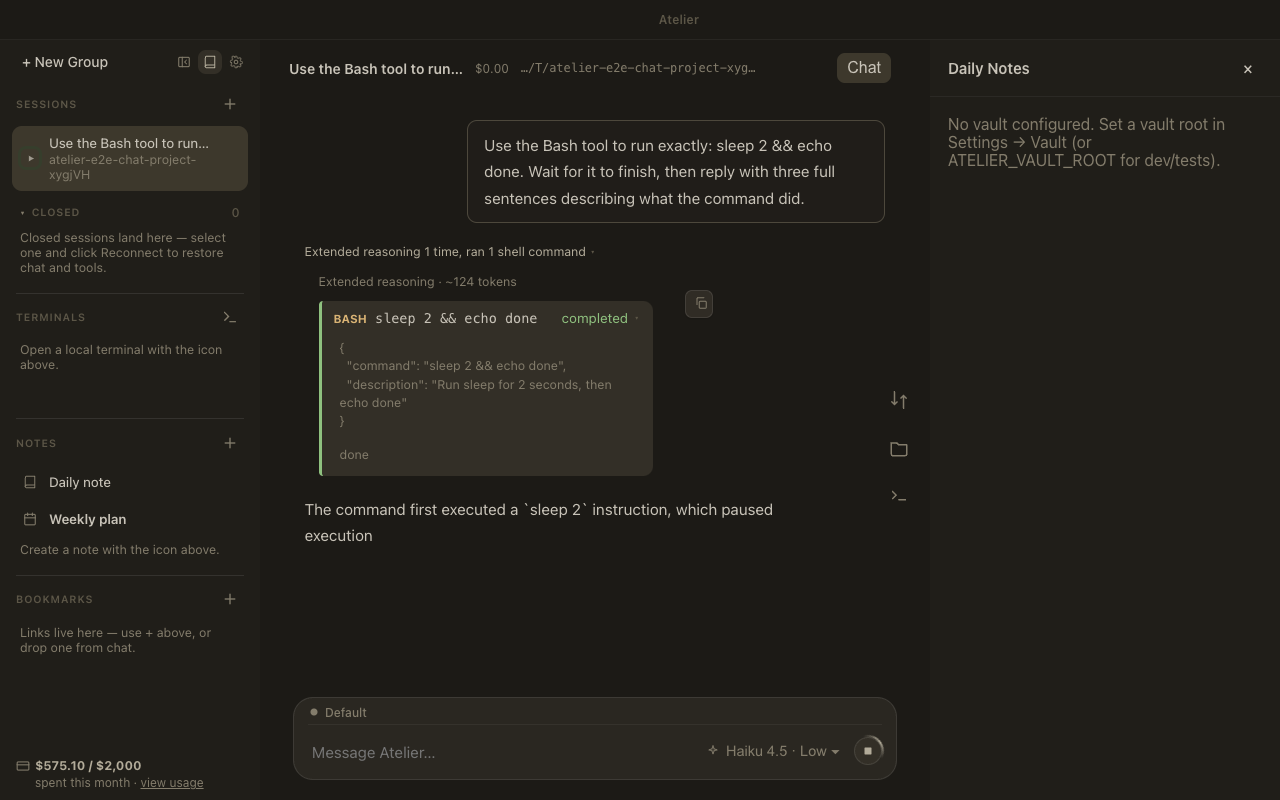 Atelier
+ New Group
SESSIONS
Use the Bash tool to run...
atelier-e2e-chat-project-
xygjVH
CLOSED
0
Closed sessions land here — select
one and click Reconnect to restore
chat and tools.
TERMINALS
Open a local terminal with the icon
above.
NOTES
Daily note
Weekly plan
Create a note with the icon above.
BOOKMARKS
Links live here — use + above, or
drop one from chat.
$575.10 / $2,000
spent this month · view usage
Use the Bash tool to run... $0.00 …/T/atelier-e2e-chat-project-xyg…
Chat
Use the Bash tool to run exactly: sleep 2 && echo
done. Wait for it to finish, then reply with three full
sentences describing what the command did.
Extended reasoning 1 time, ran 1 shell command ·
Extended reasoning · ~124 tokens
BASH sleep 2 && echo done completed ·
{
"command": "sleep 2 && echo done",
"description": "Run sleep for 2 seconds, then
echo done"
}
done
The command first executed a `sleep 2` instruction, which paused
execution
Default
Message Atelier...
Haiku 4.5 · Low
Daily Notes
No vault configured. Set a vault root in
Settings → Vault (or
ATELIER_VAULT_ROOT for dev/tests).